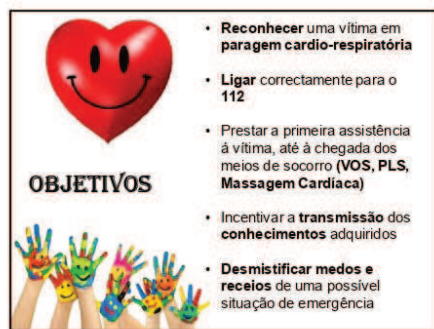 OBJETIVOS
• Reconhecer uma vítima em
paragem cardio-respiratória
• Ligar correctamente para o
112
• Prestar a primeira assistência
á vítima, até à chegada dos
meios de socorro (VOS, PLS,
Massagem Cardíaca)
• Incentivar a transmissão dos
conhecimentos adquiridos
• Desmistificar medos e
receios de uma possível
situação de emergência